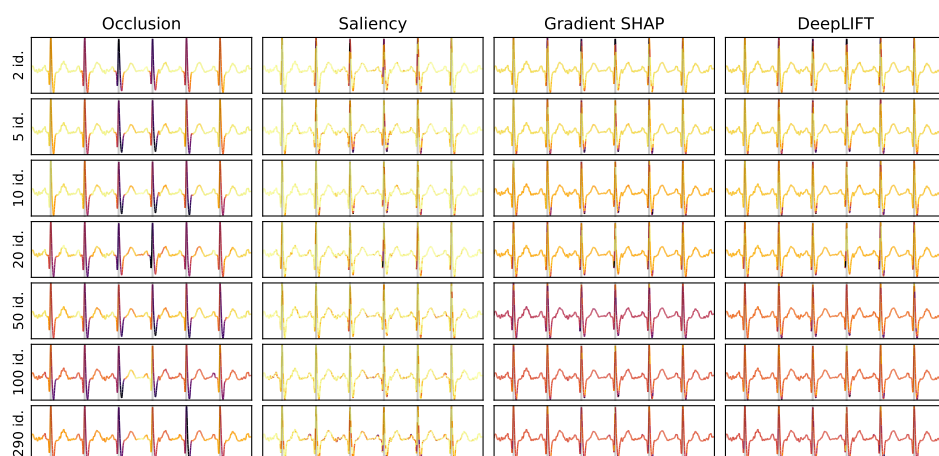 Occlusion Saliency Gradient SHAP DeepLIFT
2 id.
5 id.
10 id.
20 id.
50 id.
100 id.
290 id.